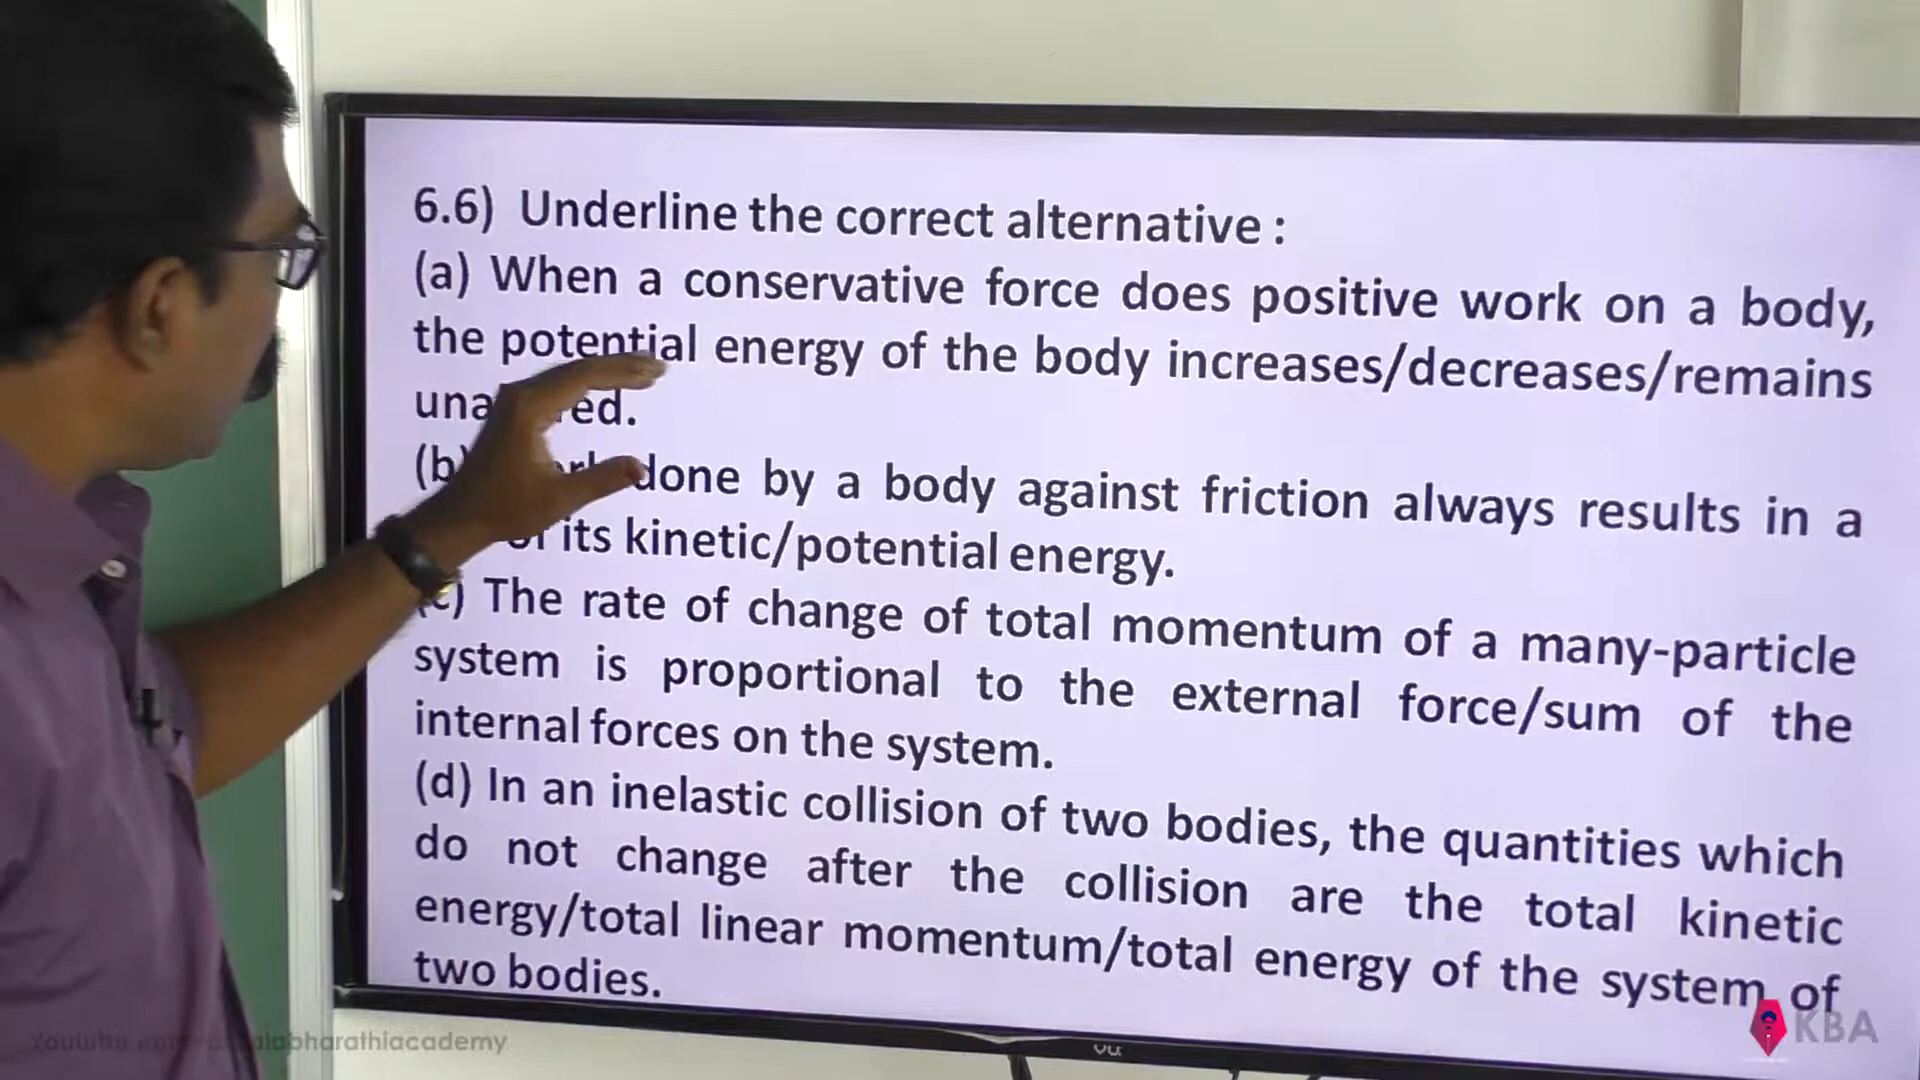 6.6) Underline the correct alternative :
(a) When a conservative force does positive work on a body,
the potential energy of the body increases/decreases/remains
(b) done by a body against friction always results in a
its kinetic/potential energy.
(c) The rate of change of total momentum of a many-particle
system is proportional to the external force/sum of the
internal forces on the system.
(d) In an inelastic collision of two bodies, the quantities which
do not change after the collision are the total kinetic
energy/total linear momentum/total energy of the system of
two bodies.
KBA